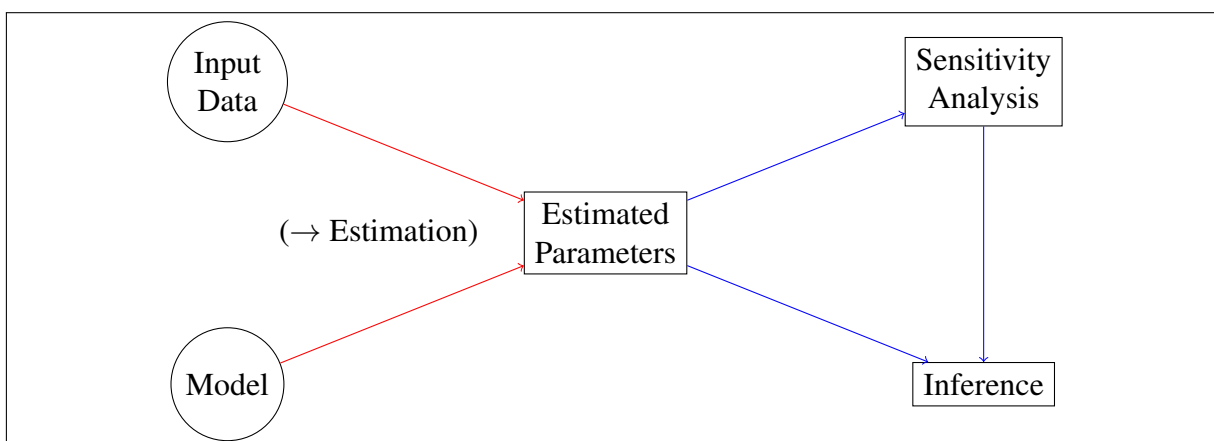 Input
Data
Sensitivity
Analysis
(→ Estimation)
Estimated
Parameters
Model
Inference